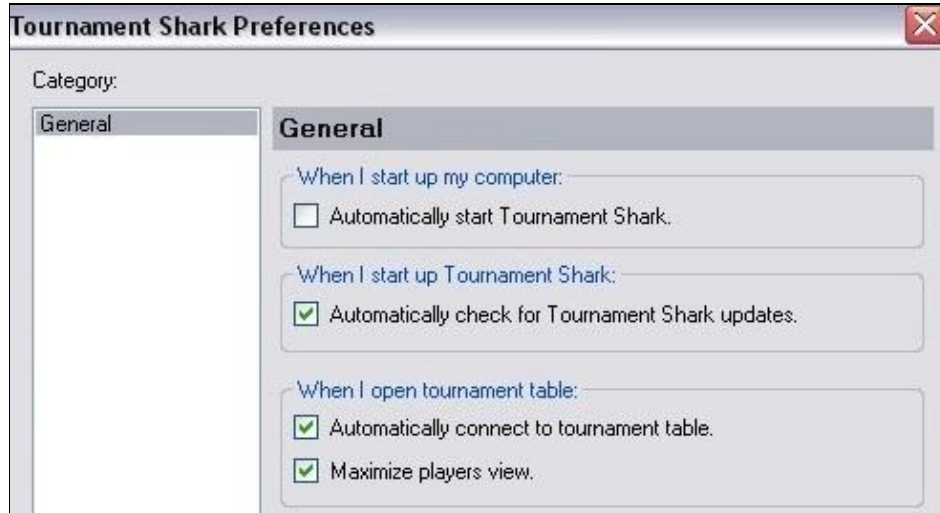 Tournament Shark Preferences
Category:
General
General
When I start up my computer:
Automatically start Tournament Shark.
When I start up Tournament Shark:
Automatically check for Tournament Shark updates.
When I open tournament table:
Automatically connect to tournament table.
Maximize players view.